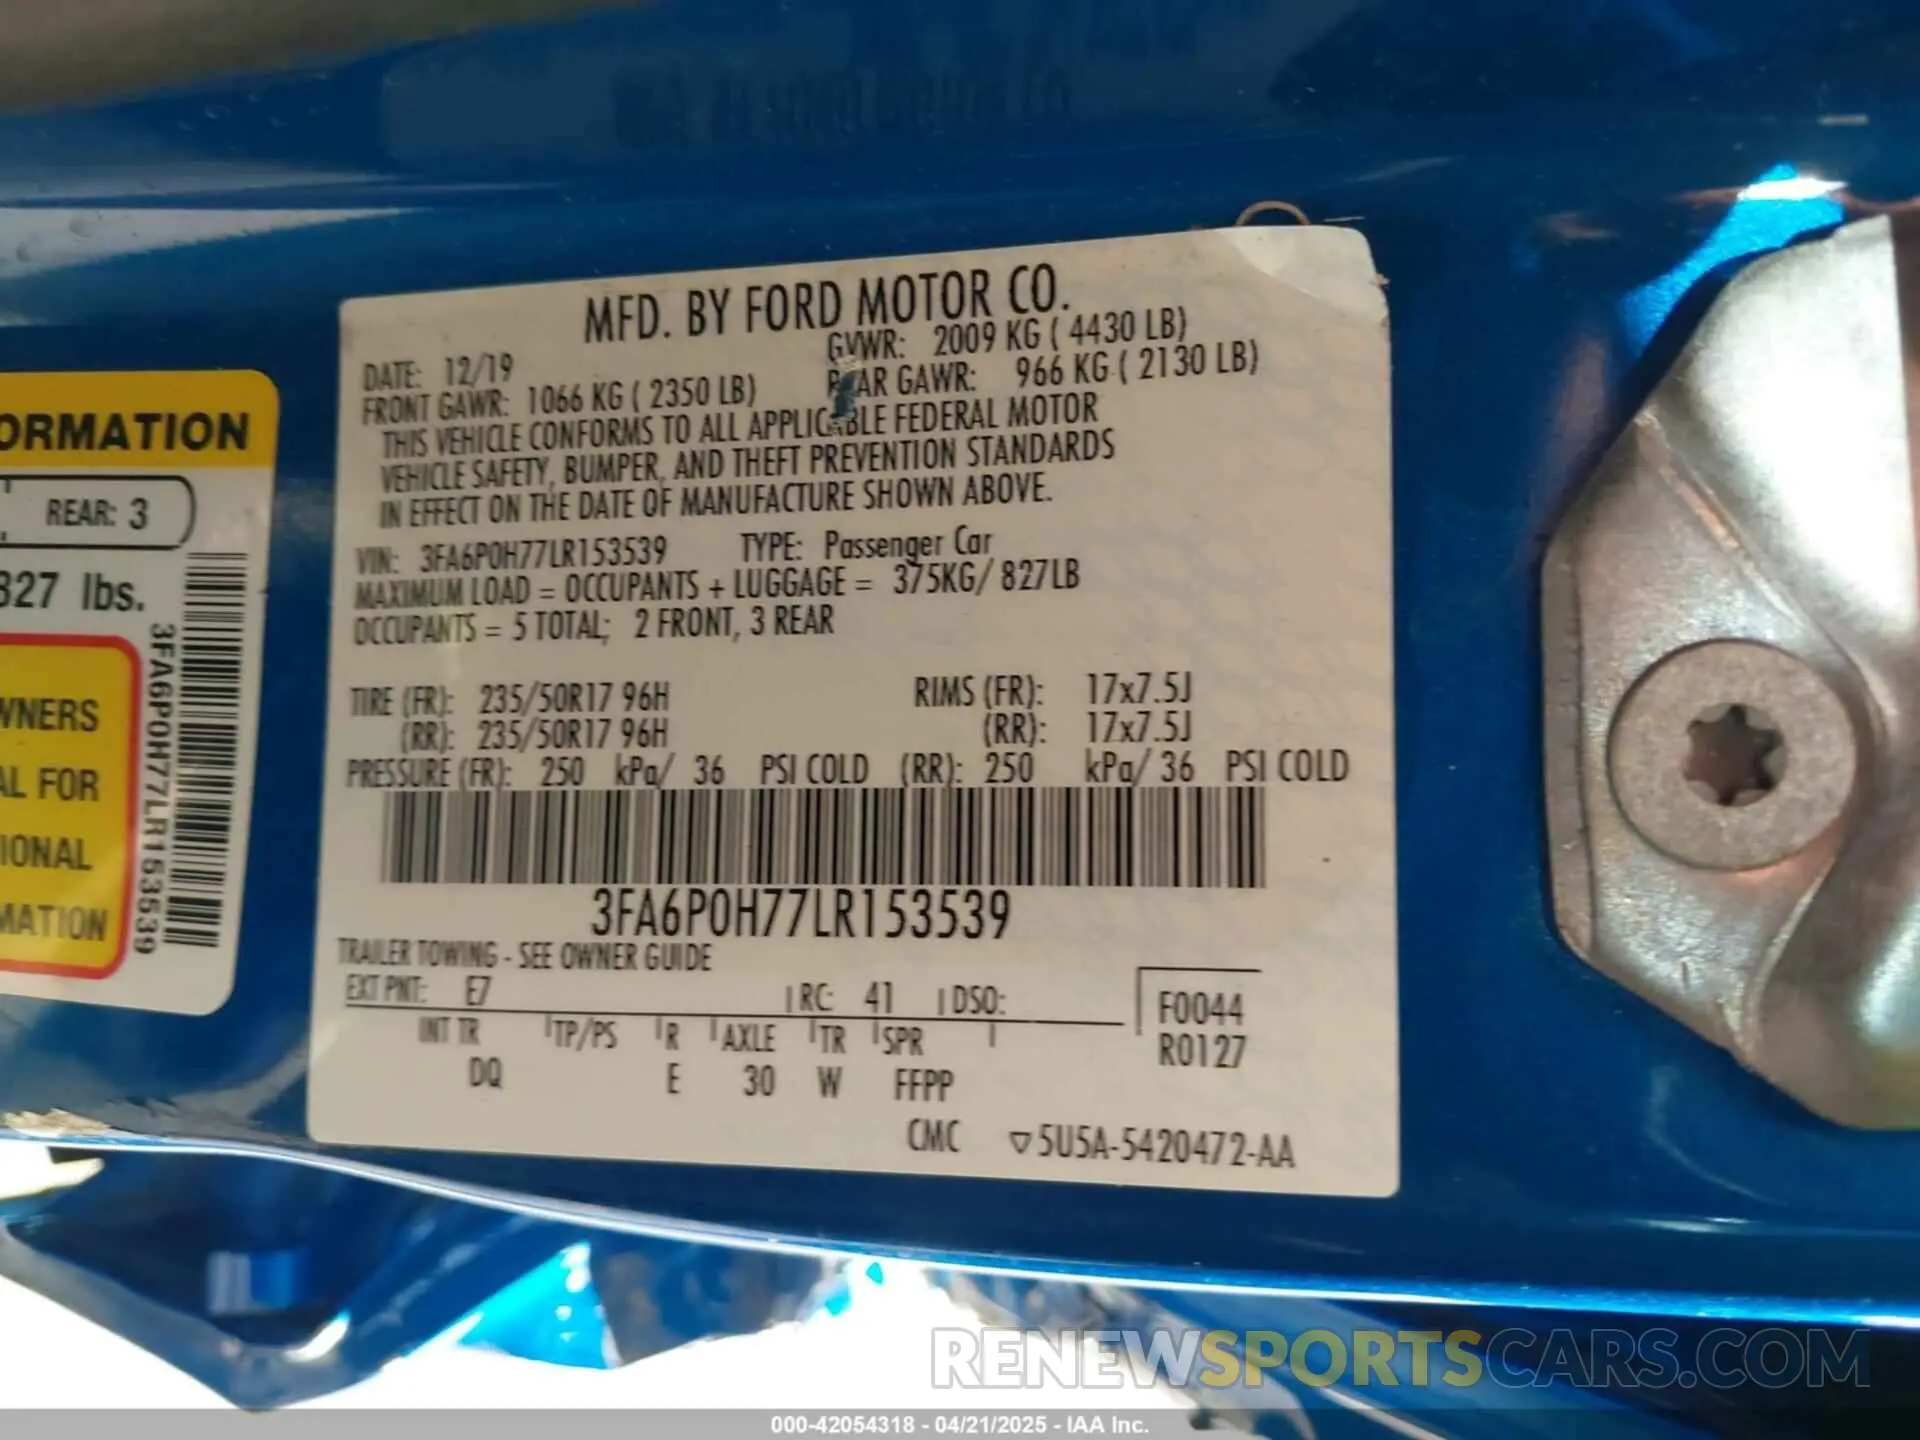 MFD. BY FORD MOTOR CO.
DATE: 12/19
GVWR: 2009 KG ( 4430 LB)
FRONT GAWR: 1066 KG ( 2350 LB)
GAWR: 966 KG ( 2130 LB)
THIS VEHICLE CONFORMS TO ALL APPLICABLE FEDERAL MOTOR
VEHICLE SAFETY, BUMPER, AND THEFT PREVENTION STANDARDS
IN EFFECT ON THE DATE OF MANUFACTURE SHOWN ABOVE.
VIN: 3FA6P0H77LR153539 TYPE: Passenger Car
MAXIMUM LOAD = OCCUPANTS + LUGGAGE = 375KG/ 827LB
OCCUPANTS = 5 TOTAL; 2 FRONT, 3 REAR
TIRE (FR): 235/50R17 96H RIMS (FR): 17x7.5J
(RR): 235/50R17 96H (RR): 17x7.5J
PRESSURE (FR): 250 kPa/ 36 PSI COLD (RR): 250 kPa/ 36 PSI COLD
3FA6P0H77LR153539
TRAILER TOWING - SEE OWNER GUIDE
EXT PNT: E7 RC: 41 DSO:
F0044
R0127
INT TR TP/PS R AXLE TR SPR
DQ E 30 W FFPP
CMC ▽5U5A-5420472-AA
ORMATION
REAR: 3
827 lbs.
WNERS
AL FOR
IONAL
MATION
3FA6P0H77LR153539
RENEWSPORTSCARS.COM
000-42054318 - 04/21/2025 - IAA Inc.